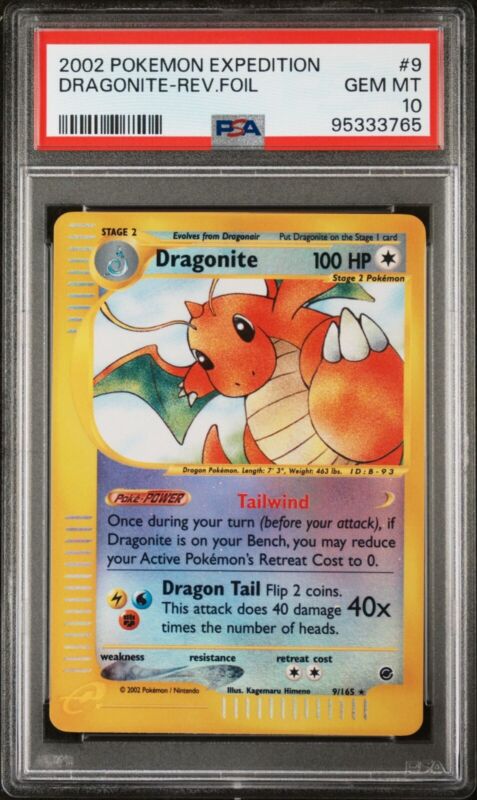 2002 POKEMON EXPEDITION #9
DRAGONITE-REV.FOIL GEM MT
10
PSA 95333765
STAGE 2 Evolves from Dragonair Put Dragonite on the Stage 1 card
Dragonite 100 HP
Stage 2 Pokémon
Dragon Pokémon. Length: 7' 3", Weight: 463 lbs. ID: B-93
Poké-POWER Tailwind
Once during your turn (before your attack), if
Dragonite is on your Bench, you may reduce
your Active Pokémon's Retreat Cost to 0.
Dragon Tail Flip 2 coins.
This attack does 40 damage 40x
times the number of heads.
weakness resistance retreat cost
© 2002 Pokémon / Nintendo Illus. Kagemaru Himeno 9/165 ★
e
PSA